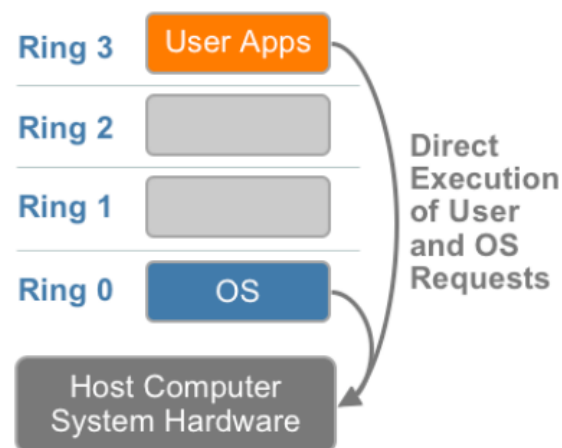 Ring 3
User Apps
Ring 2
Ring 1
Ring 0
OS
Direct
Execution
of User
and OS
Requests
Host Computer
System Hardware